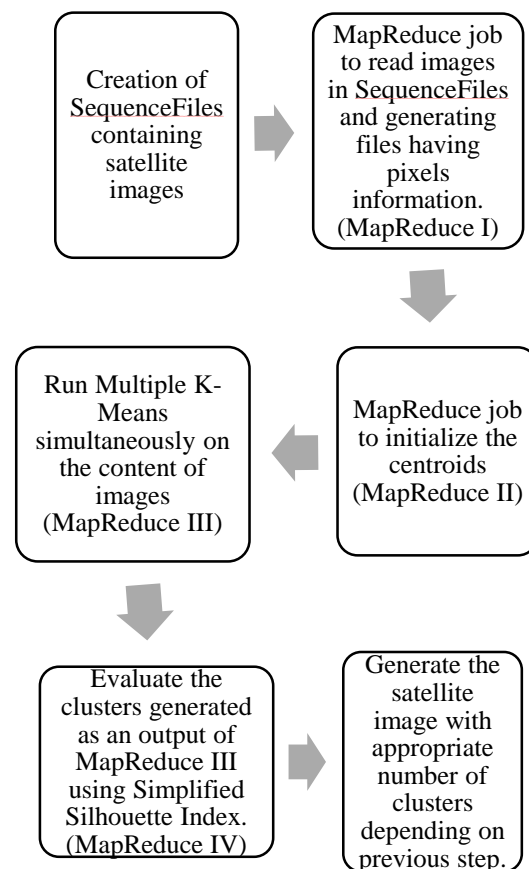 Creation of
SequenceFiles
containing
satellite
images
MapReduce job
to read images
in SequenceFiles
and generating
files having
pixels
information.
(MapReduce I)
MapReduce job
to initialize the
centroids
(MapReduce II)
Run Multiple K-
Means
simultaneously on
the content of
images
(MapReduce III)
Evaluate the
clusters generated
as an output of
MapReduce III
using Simplified
Silhouette Index.
(MapReduce IV)
Generate the
satellite
image with
appropriate
number of
clusters
depending on
previous step.